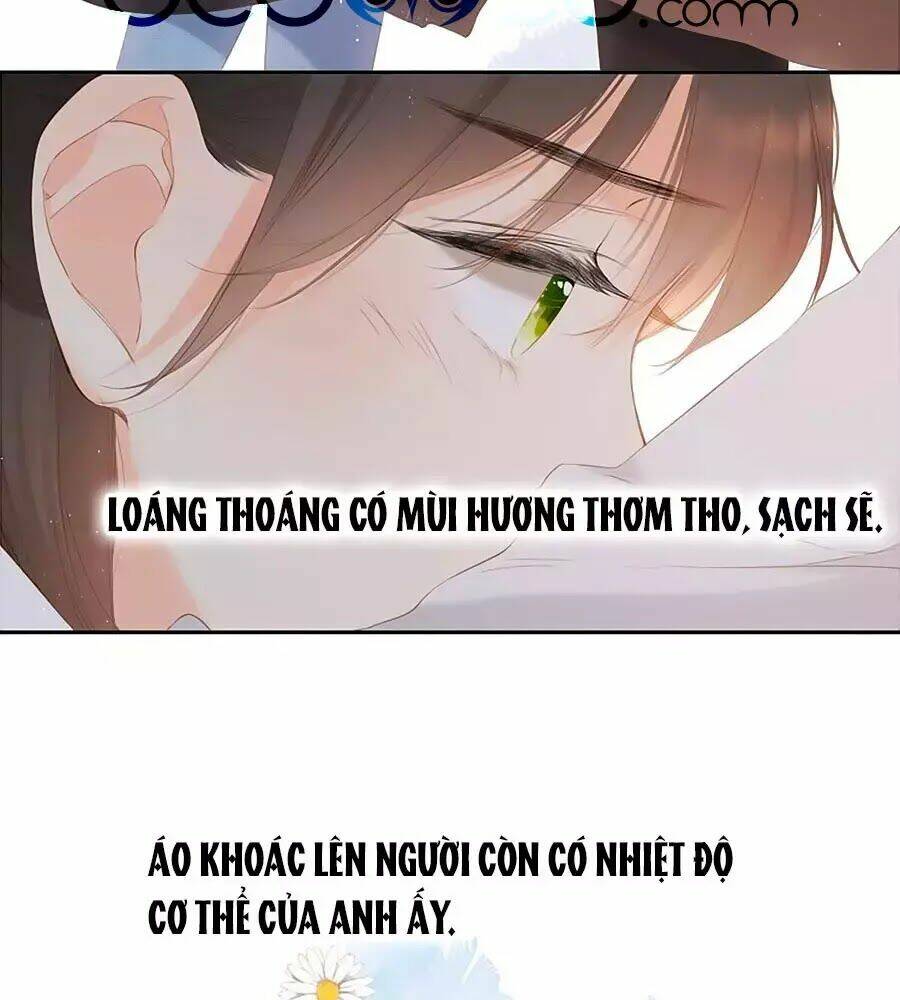 .com
LOÁNG THOÁNG CÓ MÙI HƯƠNG THƠM THO, SẠCH SẼ.
ÁO KHOÁC LÊN NGƯỜI CÒN CÓ NHIỆT ĐỘ
CƠ THỂ CỦA ANH ẤY.